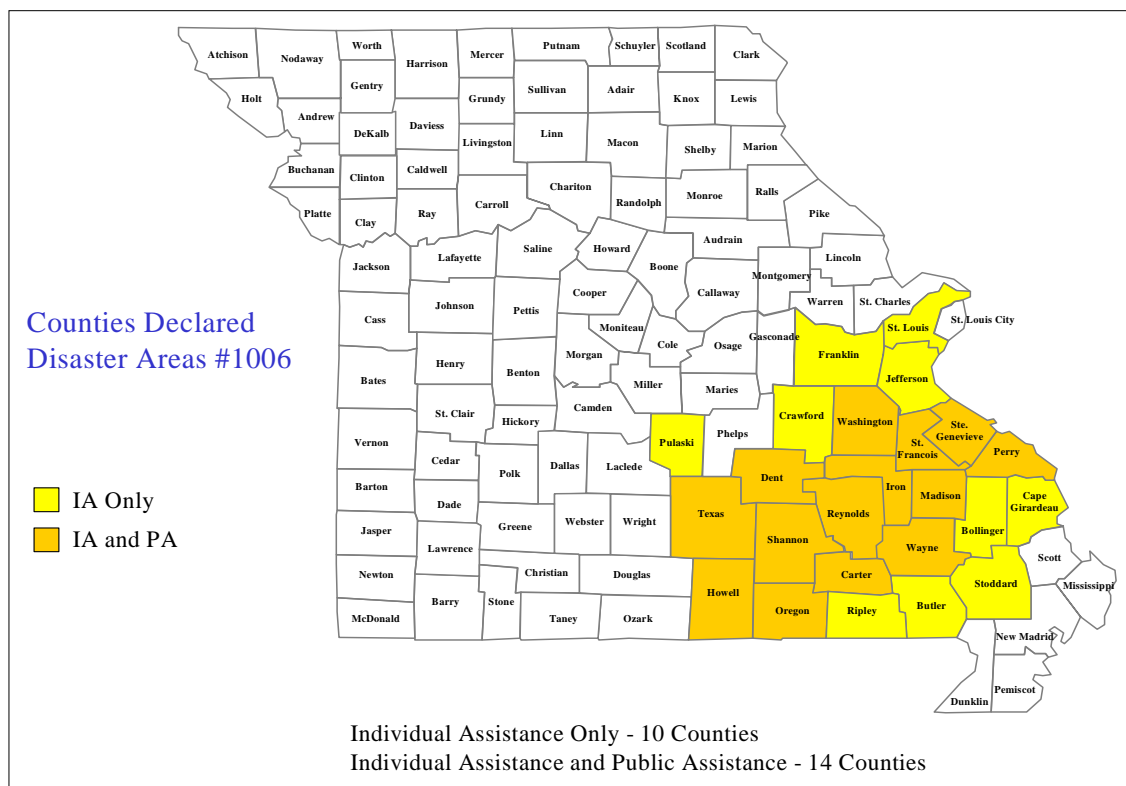 Worth
Putnam
Schuyler
Scotland
Mercer
Clark
Atchison
Nodaway
Harrison
Gentry
Sullivan
Adair
Holt
Grundy
Knox
Lewis
Andrew
DeKalb
Daviess
Linn
Livingston
Macon
Shelby
Marion
Buchanan
Caldwell
Clinton
Chariton
Monroe
Ralls
Carroll
Randolph
Platte
Clay
Ray
Pike
Audrain
Saline
Howard
Lafayette
Lincoln
Jackson
Boone
Montgomery
Callaway
Cooper
Warren
St. Charles
Johnson
Pettis
Cass
St. Louis City
Counties Declared
Disaster Areas #1006
Moniteau
St. Louis
Gasconade
Cole
Osage
Morgan
Franklin
Henry
Benton
Bates
Miller
Jefferson
Maries
Camden
St. Clair
Hickory
Crawford
Washington
Ste.
Genevieve
Vernon
Pulaski
Phelps
St.
Francois
Perry
Cedar
Polk
Dallas
Laclede
Barton
Dent
Iron
IA Only
Dade
Madison
Cape
Girardeau
Texas
Reynolds
Jasper
Greene
Webster
Wright
Bollinger
IA and PA
Shannon
Wayne
Lawrence
Scott
Newton
Christian
Douglas
Carter
Stoddard
Mississippi
Howell
Barry
Stone
Butler
McDonald
Taney
Ozark
Oregon
Ripley
New Madrid
Pemiscot
Dunklin
Individual Assistance Only - 10 Counties
Individual Assistance and Public Assistance - 14 Counties